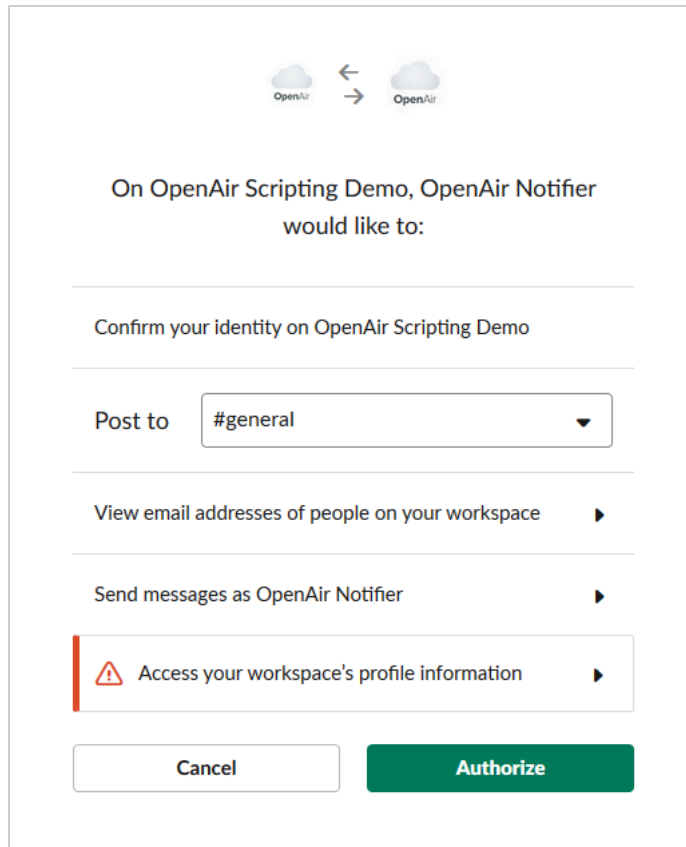 OpenAir
OpenAir
On OpenAir Scripting Demo, OpenAir Notifier
would like to:
Confirm your identity on OpenAir Scripting Demo
Post to
#general
View email addresses of people on your workspace
Send messages as OpenAir Notifier
Access your workspace’s profile information
Cancel
Authorize